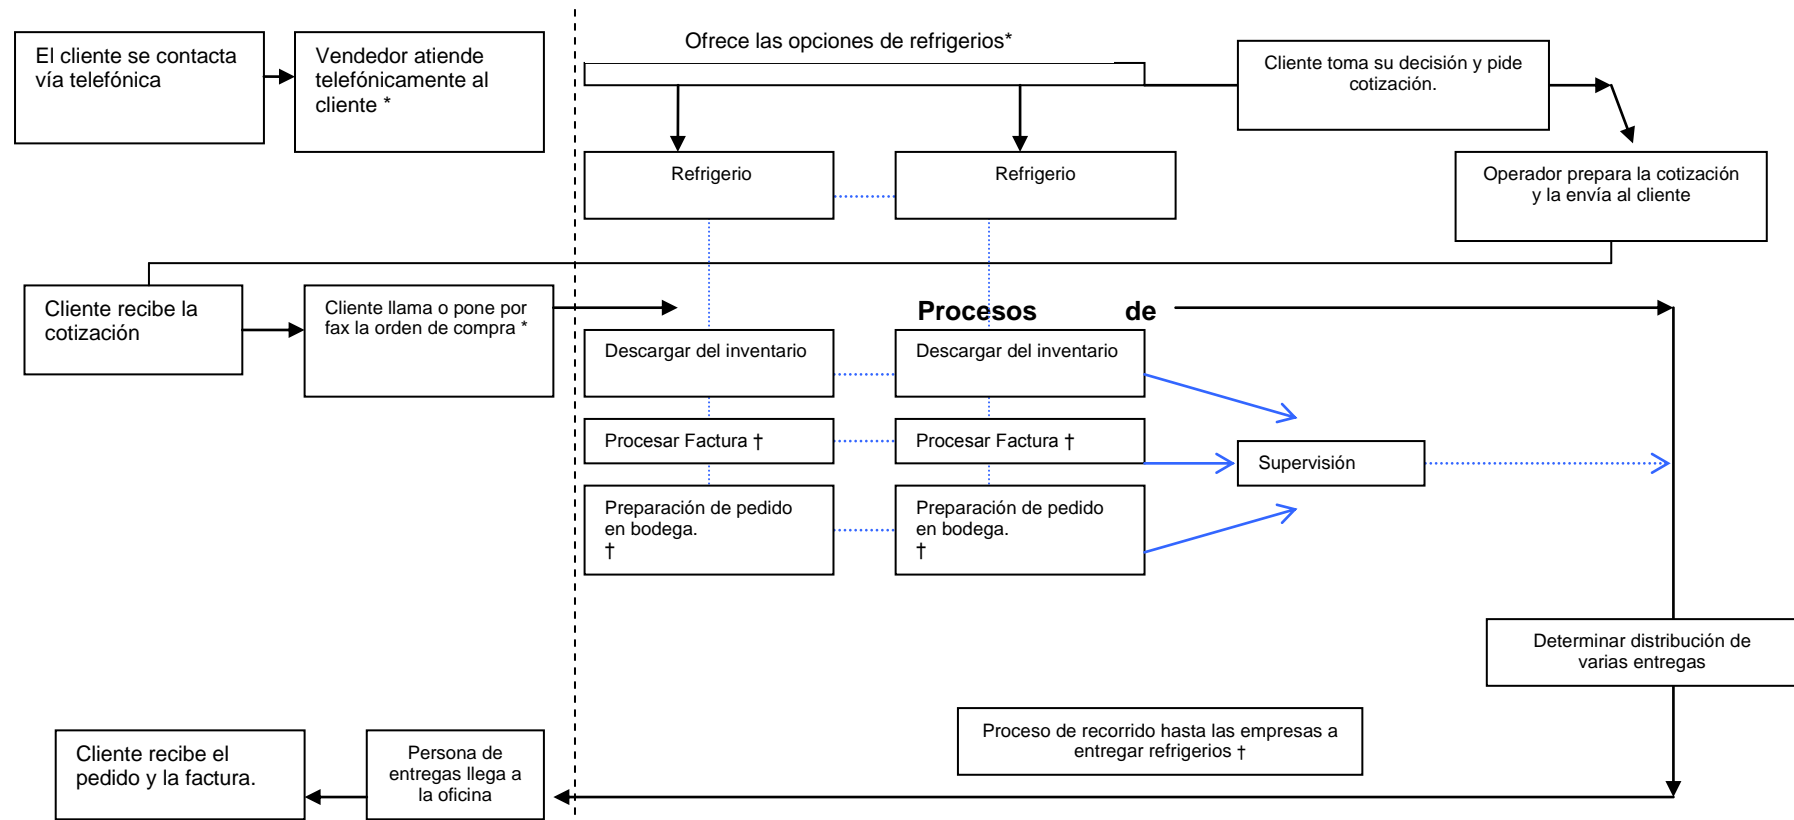 El cliente se contacta
vía telefónica
Vendedor atiende
telefónicamente al
cliente *
Ofrece las opciones de refrigerios*
Cliente toma su decisión y pide
cotización.
Refrigerio
Refrigerio
Operador prepara la cotización
y la envía al cliente
Cliente recibe la
cotización
Cliente llama o pone por
fax la orden de compra *
Procesos de
Descargar del inventario
Descargar del inventario
Procesar Factura †
Procesar Factura †
Supervisión
Preparación de pedido
en bodega.
†
Preparación de pedido
en bodega.
†
Determinar distribución de
varias entregas
Proceso de recorrido hasta las empresas a
entregar refrigerios †
Cliente recibe el
pedido y la factura.
Persona de
entregas llega a
la oficina